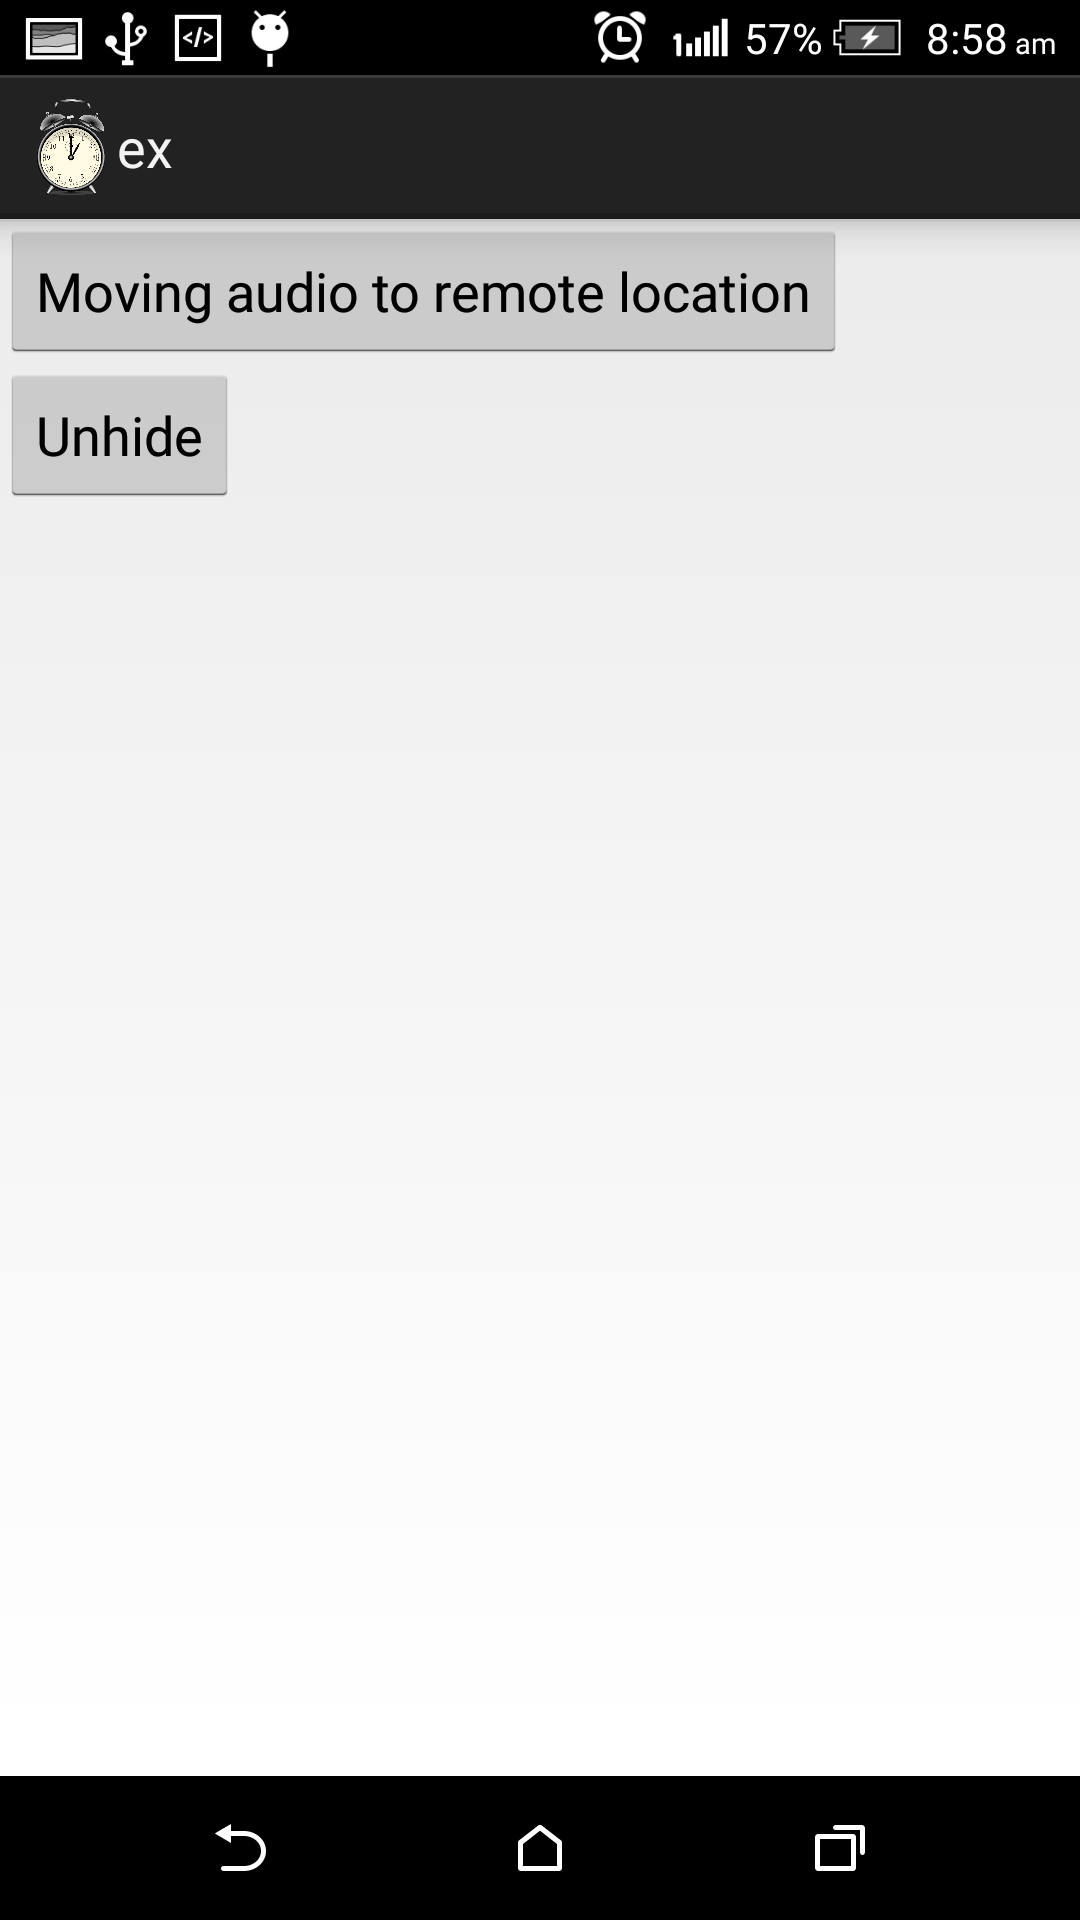 57% 8:58 am
ex
Moving audio to remote location
Unhide